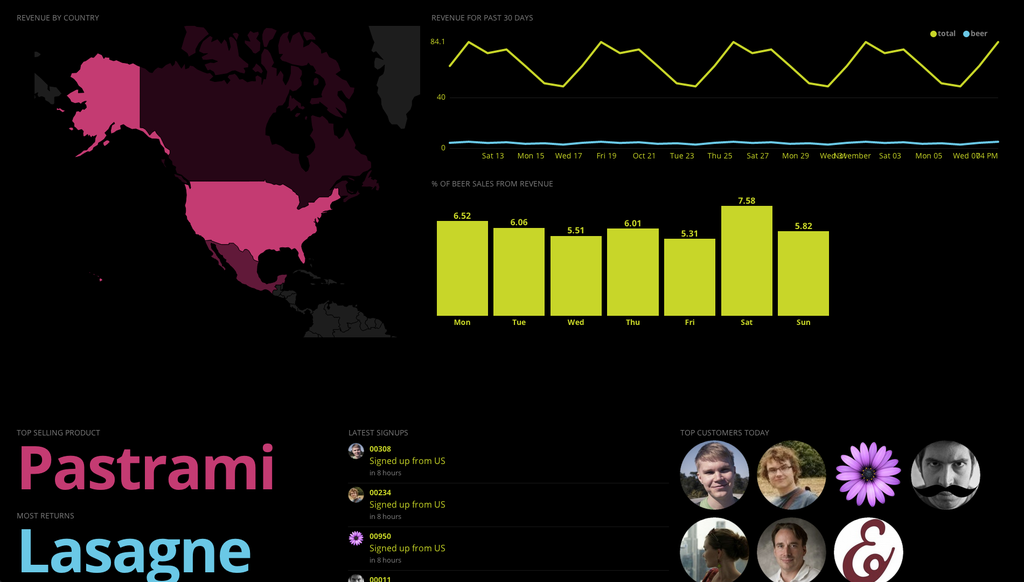 REVENUE BY COUNTRY
REVENUE FOR PAST 30 DAYS
total
beer
84.1
40
0
Sat 13
Mon 15
Wed 17
Fri 19
Oct 21
Tue 23
Thu 25
Sat 27
Mon 29
November
Sat 03
Mon 05
04 PM
% OF BEER SALES FROM REVENUE
6.52
6.06
5.51
6.01
5.31
7.58
5.82
Mon
Tue
Wed
Thu
Fri
Sat
Sun
TOP SELLING PRODUCT
Pastrami
MOST RETURNS
Lasagne
LATEST SIGNUPS
00308
Signed up from US
in 8 hours
00234
Signed up from US
in 8 hours
00950
Signed up from US
in 8 hours
00011
TOP CUSTOMERS TODAY